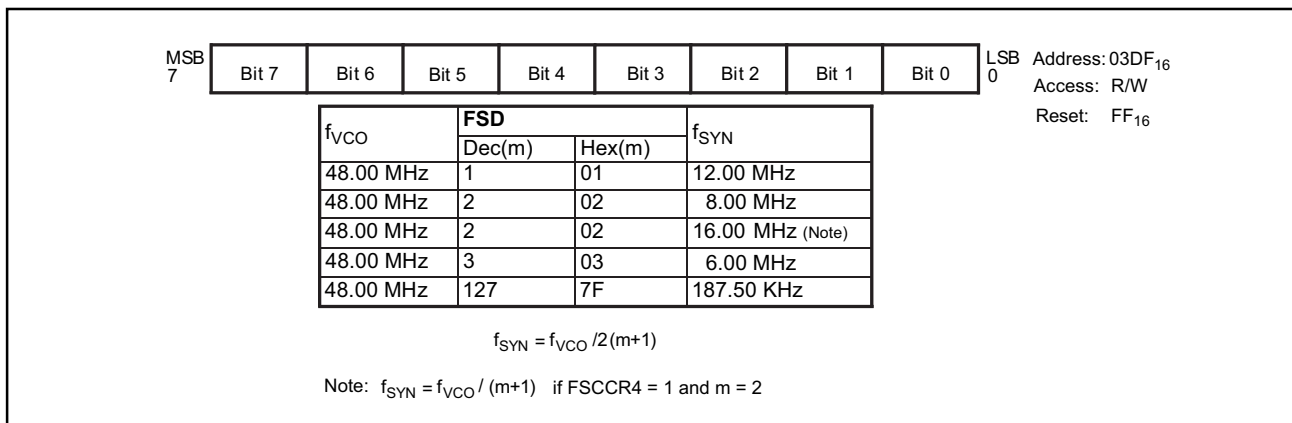 MSB
7
Bit 7 Bit 6 Bit 5 Bit 4 Bit 3 Bit 2 Bit 1 Bit 0
LSB
0
Address: 03DF16
Access: R/W
Reset: FF16
fVCO FSD fSYN
Dec(m) Hex(m)
48.00 MHz 1 01 12.00 MHz
48.00 MHz 2 02 8.00 MHz
48.00 MHz 2 02 16.00 MHz (Note)
48.00 MHz 3 03 6.00 MHz
48.00 MHz 127 7F 187.50 KHz
fSYN = fVCO /2(m+1)
Note: fSYN = fVCO / (m+1) if FSCCR4 = 1 and m = 2